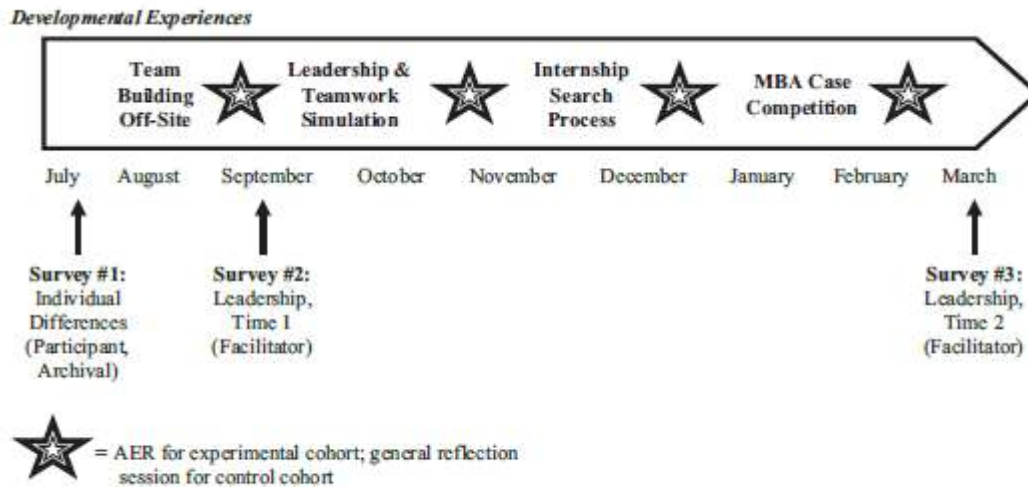 Developmental Experiences
Team
Building
Off-Site
Leadership &
Teamwork
Simulation
Internship
Search
Process
MBA Case
Competition
July August September October November December January February March
Survey #1:
Individual
Differences
(Participant,
Archival)
Survey #2:
Leadership,
Time 1
(Facilitator)
Survey #3:
Leadership,
Time 2
(Facilitator)
= AER for experimental cohort; general reflection
session for control cohort